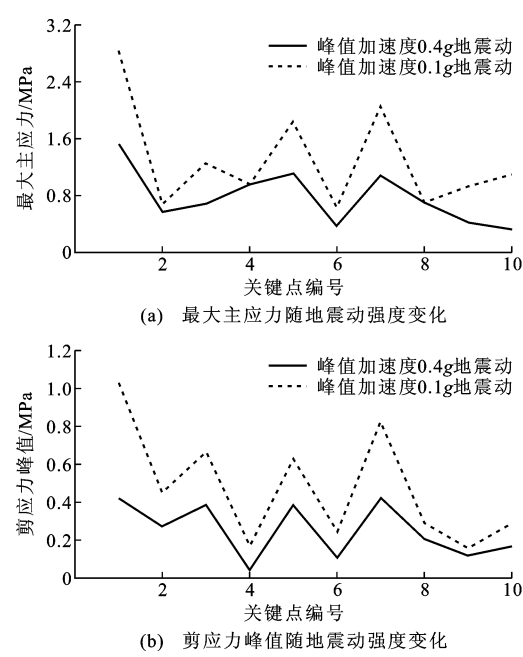 3.2
峰值加速度0.4g地震动
峰值加速度0.1g地震动
2.4
1.6
0.8
0
最大主应力/MPa
2 4 6 8 10
关键点编号
(a) 最大主应力随地震动强度变化
1.2
峰值加速度0.4g地震动
峰值加速度0.1g地震动
1.0
0.8
0.6
0.4
0.2
0
剪应力峰值/MPa
2 4 6 8 10
关键点编号
(b) 剪应力峰值随地震动强度变化